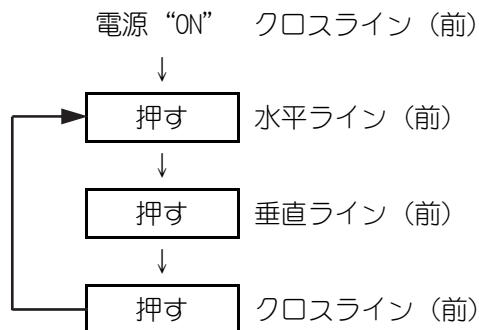 電源“ON” クロスライン（前）
↓
押す 水平ライン（前）
↓
押す 垂直ライン（前）
↓
押す クロスライン（前）